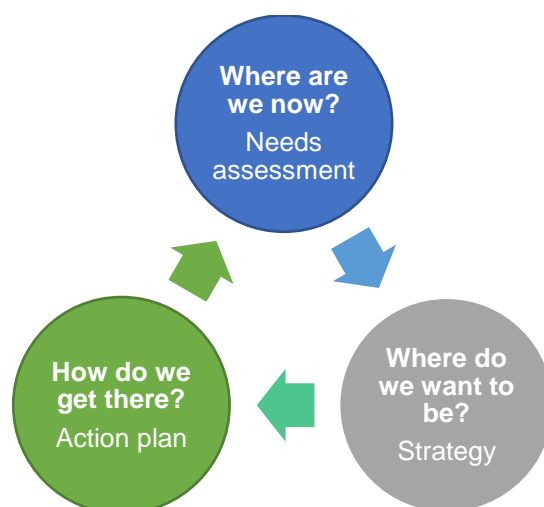 Where are
we now?
Needs
assessment
Where do
we want to
be?
Strategy
How do we
get there?
Action plan